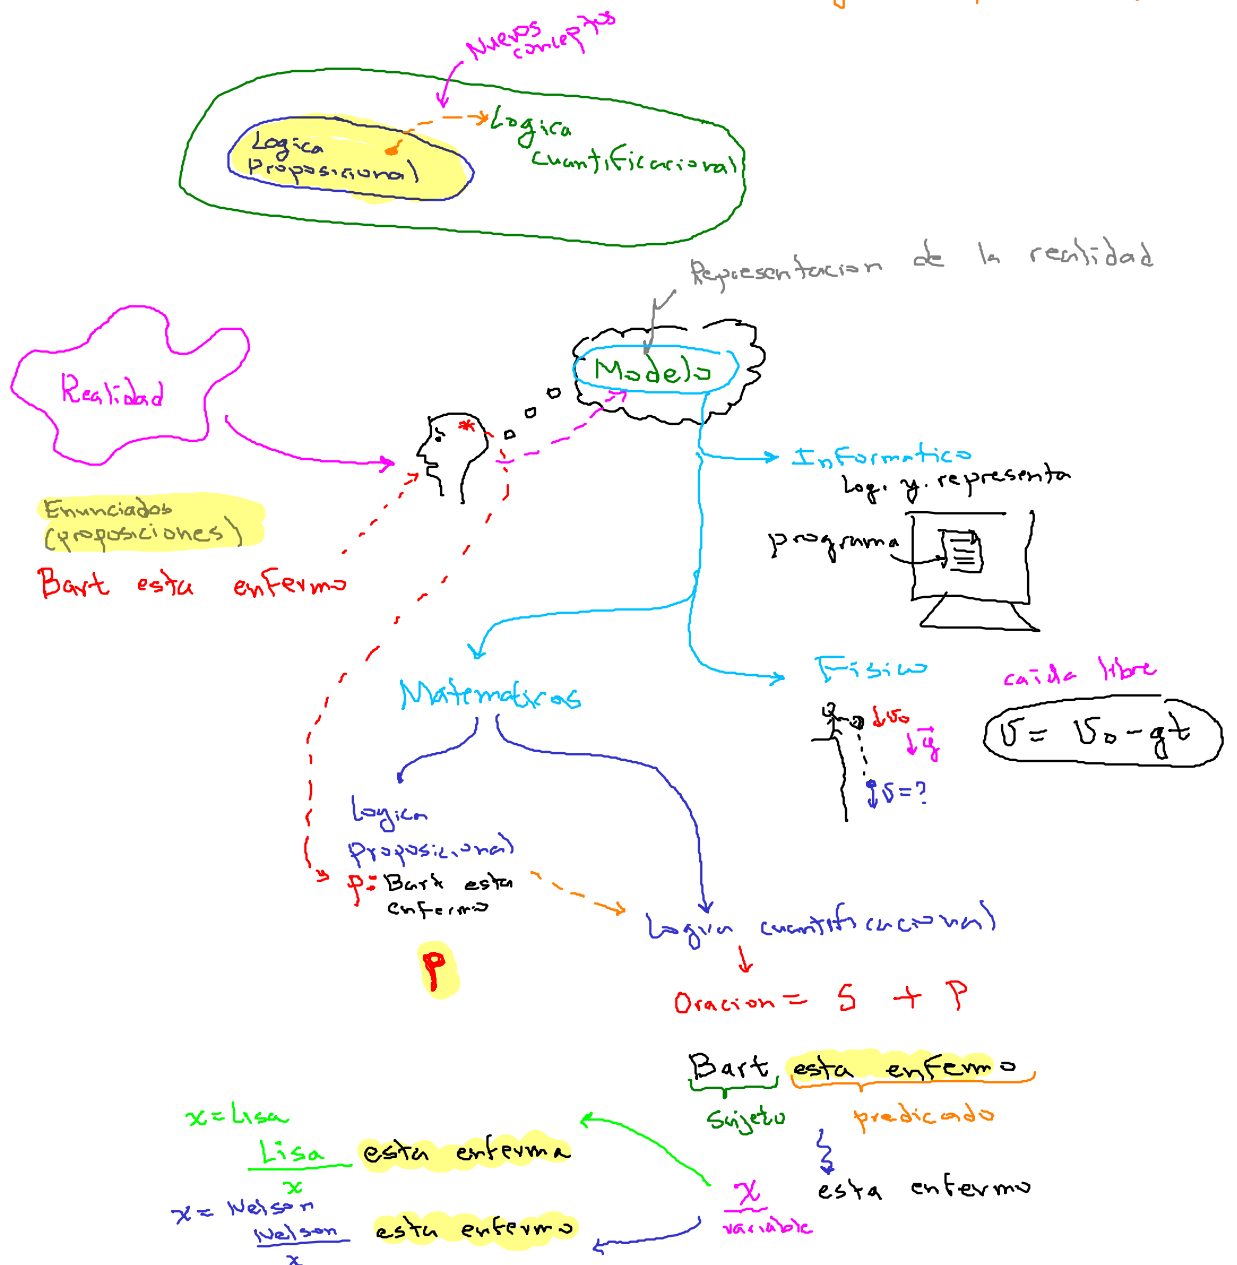 Nuevos
conceptos
Logica
proposicional
Logica
cuantificacional
Representacion de la realidad
Realidad
Modelo
Informatico
Log. y. representa
programa
Enunciados
(proposiciones)
Bart esta enfermo
Matematicos
Fisico
caida libre
v₀
g⃗
v=?
v = v₀ - gt
Logica
proposicional
p: Bart esta
enfermo
p
Logica cuantificacional
Oracion = S + P
Bart esta enfermo
sujeto predicado
x esta enfermo
variable
x = Lisa
Lisa esta enferma
x
x = Nelson
Nelson esta enfermo
x